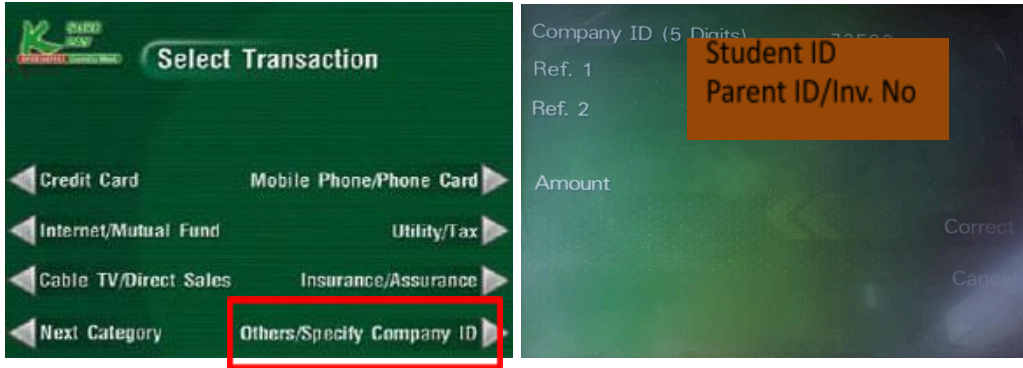 Select Transaction
Credit Card
Mobile Phone/Phone Card
Internet/Mutual Fund
Utility/Tax
Cable TV/Direct Sales
Insurance/Assurance
Next Category
Others/Specify Company ID
Company ID (5 Digits)
Student ID
Ref. 1
Parent ID/Inv. No
Ref. 2
Amount
Correct
Cancel